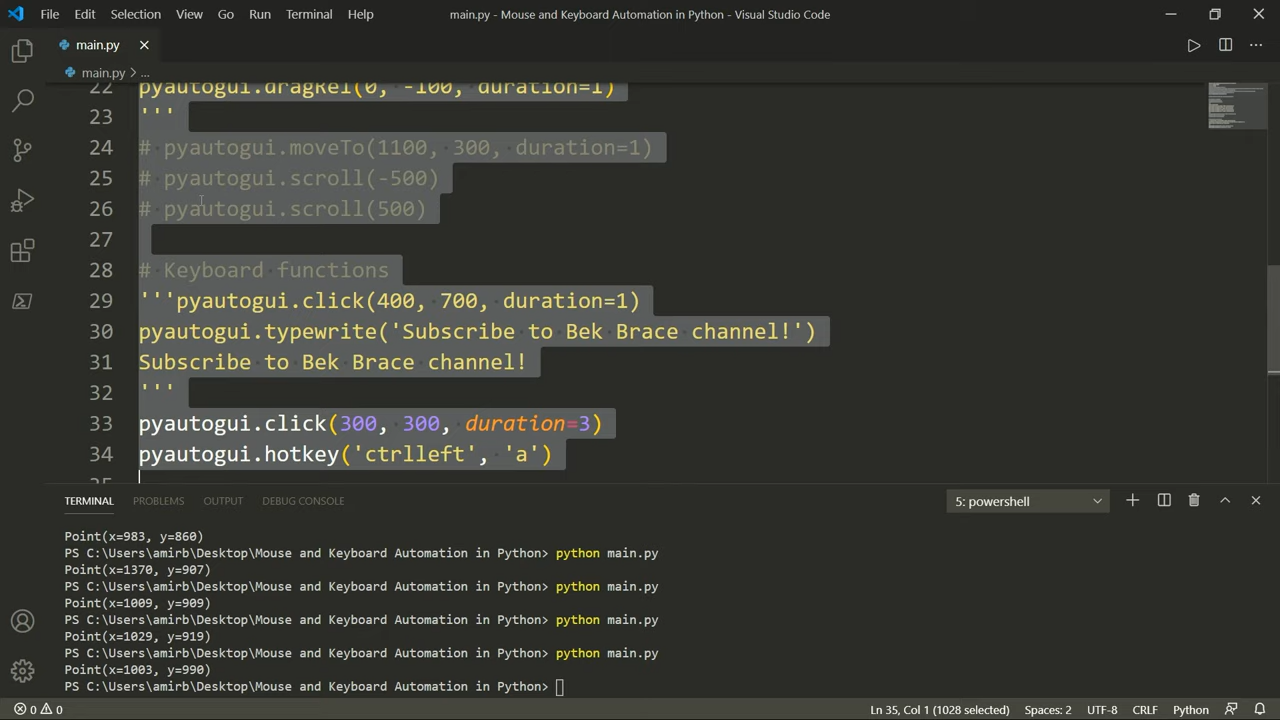 File Edit Selection View Go Run Terminal Help main.py - Mouse and Keyboard Automation in Python - Visual Studio Code
main.py
main.py > ...
22 pyautogui.dragRel(0, -100, duration=1)
23 '''
24 # pyautogui.moveTo(1100, 300, duration=1)
25 # pyautogui.scroll(-500)
26 # pyautogui.scroll(500)
27
28 # Keyboard functions
29 '''pyautogui.click(400, 700, duration=1)
30 pyautogui.typewrite('Subscribe to Bek Brace channel!')
31 Subscribe to Bek Brace channel!
32 '''
33 pyautogui.click(300, 300, duration=3)
34 pyautogui.hotkey('ctrlleft', 'a')
35
TERMINAL PROBLEMS OUTPUT DEBUG CONSOLE 5: powershell
Point(x=983, y=860)
PS C:\Users\amirb\Desktop\Mouse and Keyboard Automation in Python> python main.py
Point(x=1370, y=907)
PS C:\Users\amirb\Desktop\Mouse and Keyboard Automation in Python> python main.py
Point(x=1009, y=909)
PS C:\Users\amirb\Desktop\Mouse and Keyboard Automation in Python> python main.py
Point(x=1029, y=919)
PS C:\Users\amirb\Desktop\Mouse and Keyboard Automation in Python> python main.py
Point(x=1003, y=990)
PS C:\Users\amirb\Desktop\Mouse and Keyboard Automation in Python>
0 0 Ln 35, Col 1 (1028 selected) Spaces: 2 UTF-8 CRLF Python